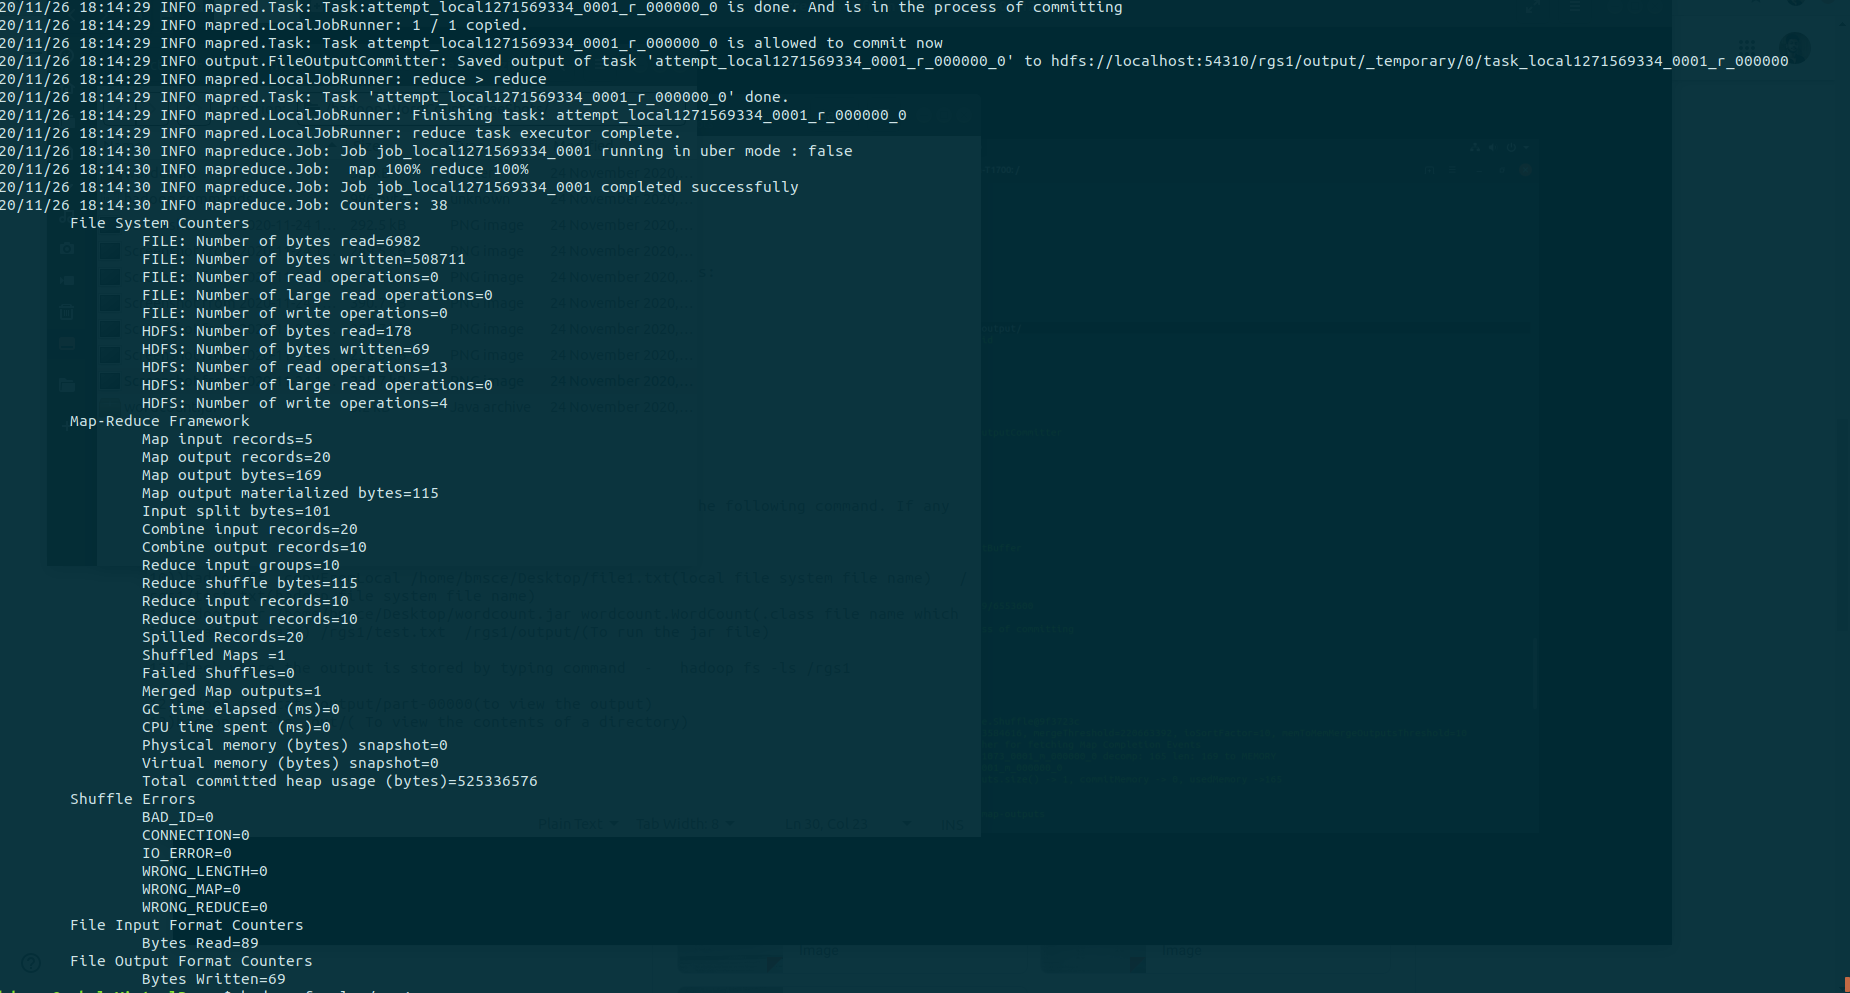 20/11/26 18:14:29 INFO mapred.Task: Task:attempt_local1271569334_0001_r_000000_0 is done. And is in the process of committing
20/11/26 18:14:29 INFO mapred.LocalJobRunner: 1 / 1 copied.
20/11/26 18:14:29 INFO mapred.Task: Task attempt_local1271569334_0001_r_000000_0 is allowed to commit now
20/11/26 18:14:29 INFO output.FileOutputCommitter: Saved output of task 'attempt_local1271569334_0001_r_000000_0' to hdfs://localhost:54310/rgs1/output/_temporary/0/task_local1271569334_0001_r_000000
20/11/26 18:14:29 INFO mapred.LocalJobRunner: reduce > reduce
20/11/26 18:14:29 INFO mapred.Task: Task 'attempt_local1271569334_0001_r_000000_0' done.
20/11/26 18:14:29 INFO mapred.LocalJobRunner: Finishing task: attempt_local1271569334_0001_r_000000_0
20/11/26 18:14:29 INFO mapred.LocalJobRunner: reduce task executor complete.
20/11/26 18:14:30 INFO mapreduce.Job: Job job_local1271569334_0001 running in uber mode : false
20/11/26 18:14:30 INFO mapreduce.Job:  map 100% reduce 100%
20/11/26 18:14:30 INFO mapreduce.Job: Job job_local1271569334_0001 completed successfully
20/11/26 18:14:30 INFO mapreduce.Job: Counters: 38
File System Counters
FILE: Number of bytes read=6982
FILE: Number of bytes written=508711
FILE: Number of read operations=0
FILE: Number of large read operations=0
FILE: Number of write operations=0
HDFS: Number of bytes read=178
HDFS: Number of bytes written=69
HDFS: Number of read operations=13
HDFS: Number of large read operations=0
HDFS: Number of write operations=4
Map-Reduce Framework
Map input records=5
Map output records=20
Map output bytes=169
Map output materialized bytes=115
Input split bytes=101
Combine input records=20
Combine output records=10
Reduce input groups=10
Reduce shuffle bytes=115
Reduce input records=10
Reduce output records=10
Spilled Records=20
Shuffled Maps =1
Failed Shuffles=0
Merged Map outputs=1
GC time elapsed (ms)=0
CPU time spent (ms)=0
Physical memory (bytes) snapshot=0
Virtual memory (bytes) snapshot=0
Total committed heap usage (bytes)=525336576
Shuffle Errors
BAD_ID=0
CONNECTION=0
IO_ERROR=0
WRONG_LENGTH=0
WRONG_MAP=0
WRONG_REDUCE=0
File Input Format Counters
Bytes Read=89
File Output Format Counters
Bytes Written=69